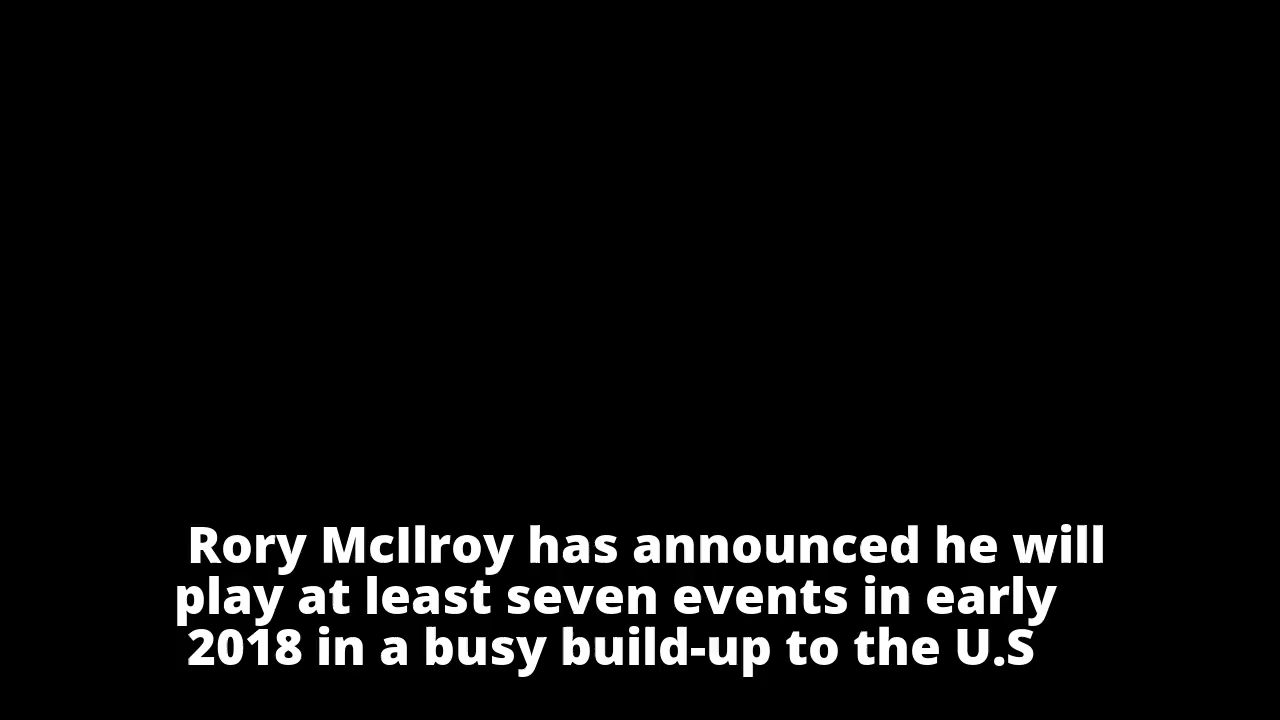 Rory McIlroy has announced he will
play at least seven events in early
2018 in a busy build-up to the U.S